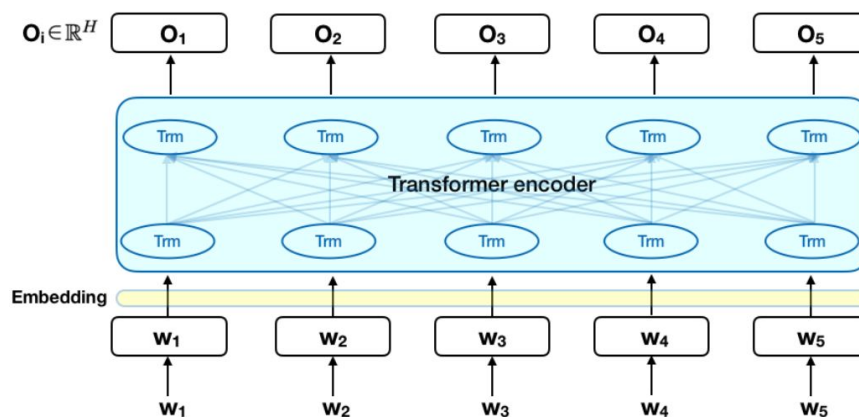 Oᵢ∈ℝᴴ O₁ O₂ O₃ O₄ O₅
Trm Trm Trm Trm Trm
Transformer encoder
Trm Trm Trm Trm Trm
Embedding
w₁ w₂ w₃ w₄ w₅
w₁ w₂ w₃ w₄ w₅